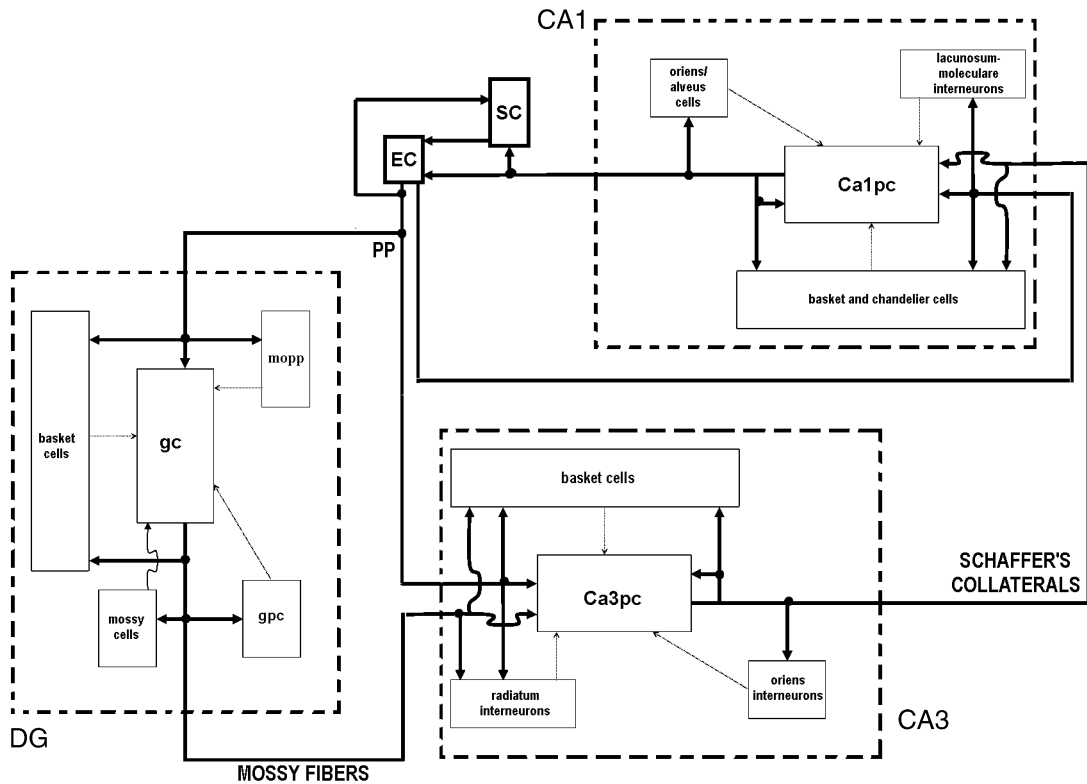 CA1
oriens/
alveus
cells
lacunosum-
moleculare
interneurons
SC
EC
Ca1pc
PP
basket and chandelier cells
mopp
basket
cells
gc
basket cells
SCHAFFER'S
COLLATERALS
Ca3pc
mossy
cells
gpc
radiatum
interneurons
oriens
interneurons
CA3
DG
MOSSY FIBERS